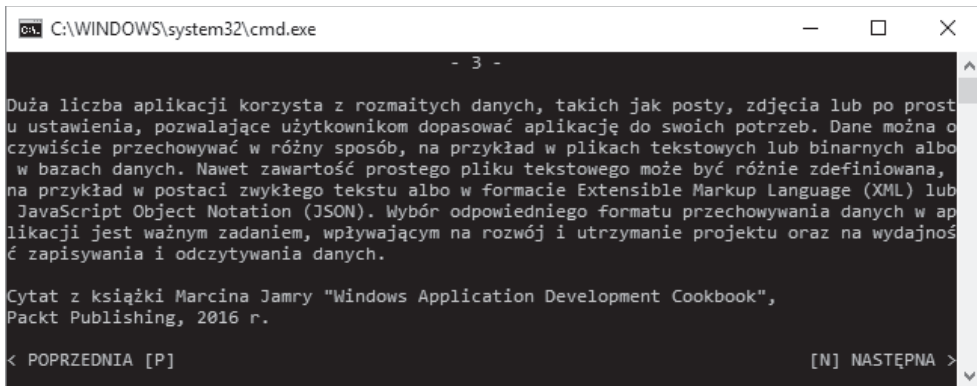 C:\WINDOWS\system32\cmd.exe
- 3 -
Duża liczba aplikacji korzysta z rozmaitych danych, takich jak posty, zdjęcia lub po prost
u ustawienia, pozwalające użytkownikom dopasować aplikację do swoich potrzeb. Dane można o
czywiście przechowywać w różny sposób, na przykład w plikach tekstowych lub binarnych albo
w bazach danych. Nawet zawartość prostego pliku tekstowego może być różnie zdefiniowana,
na przykład w postaci zwykłego tekstu albo w formacie Extensible Markup Language (XML) lub
JavaScript Object Notation (JSON). Wybór odpowiedniego formatu przechowywania danych w ap
likacji jest ważnym zadaniem, wpływającym na rozwój i utrzymanie projektu oraz na wydajnoś
ć zapisywania i odczytywania danych.
Cytat z książki Marcina Jamry "Windows Application Development Cookbook",
Packt Publishing, 2016 r.
< POPRZEDNIA [P] [N] NASTĘPNA >